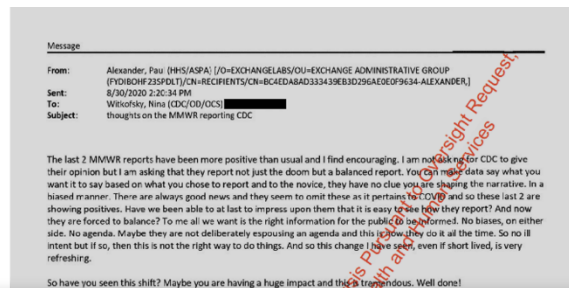 Message
From: Alexander, Paul (HHS/ASPA) [/O=EXCHANGELABS/OU=EXCHANGE ADMINISTRATIVE GROUP
(FYDIBOHF23SPDLT)/CN=RECIPIENTS/CN=BC4EDA8AD333439EB3D296AE0E0F9634-ALEXANDER,]
Sent: 8/30/2020 2:20:34 PM
To: Witkofsky, Nina (CDC/OD/OCS)
Subject: thoughts on the MMWR reporting CDC
The last 2 MMWR reports have been more positive than usual and I find encouraging. I am not asking for CDC to give
their opinion but I am asking that they report not just the doom but a balanced report. You can make data say what you
want it to say based on what you chose to report and to the novice, they have no clue you are shaping the narrative. In a
biased manner. There are always good news and they seem to omit these as it pertains to COVID and so these last 2 are
showing positives. Have we been able to at last to impress upon them that it is easy to see how they report? And now
they are forced to balance? To me all we want is the right information for the public to be informed. No biases, on either
side. No agenda. Maybe they are not deliberately espousing an agenda and this is how they do it all the time. So no ill
intent but if so, then this is not the right way to do things. And so this change I have seen, even if short lived, is very
refreshing.
So have you seen this shift? Maybe you are having a huge impact and this is tremendous. Well done!
is Pursuant to Oversight Request,
alth and Human Services